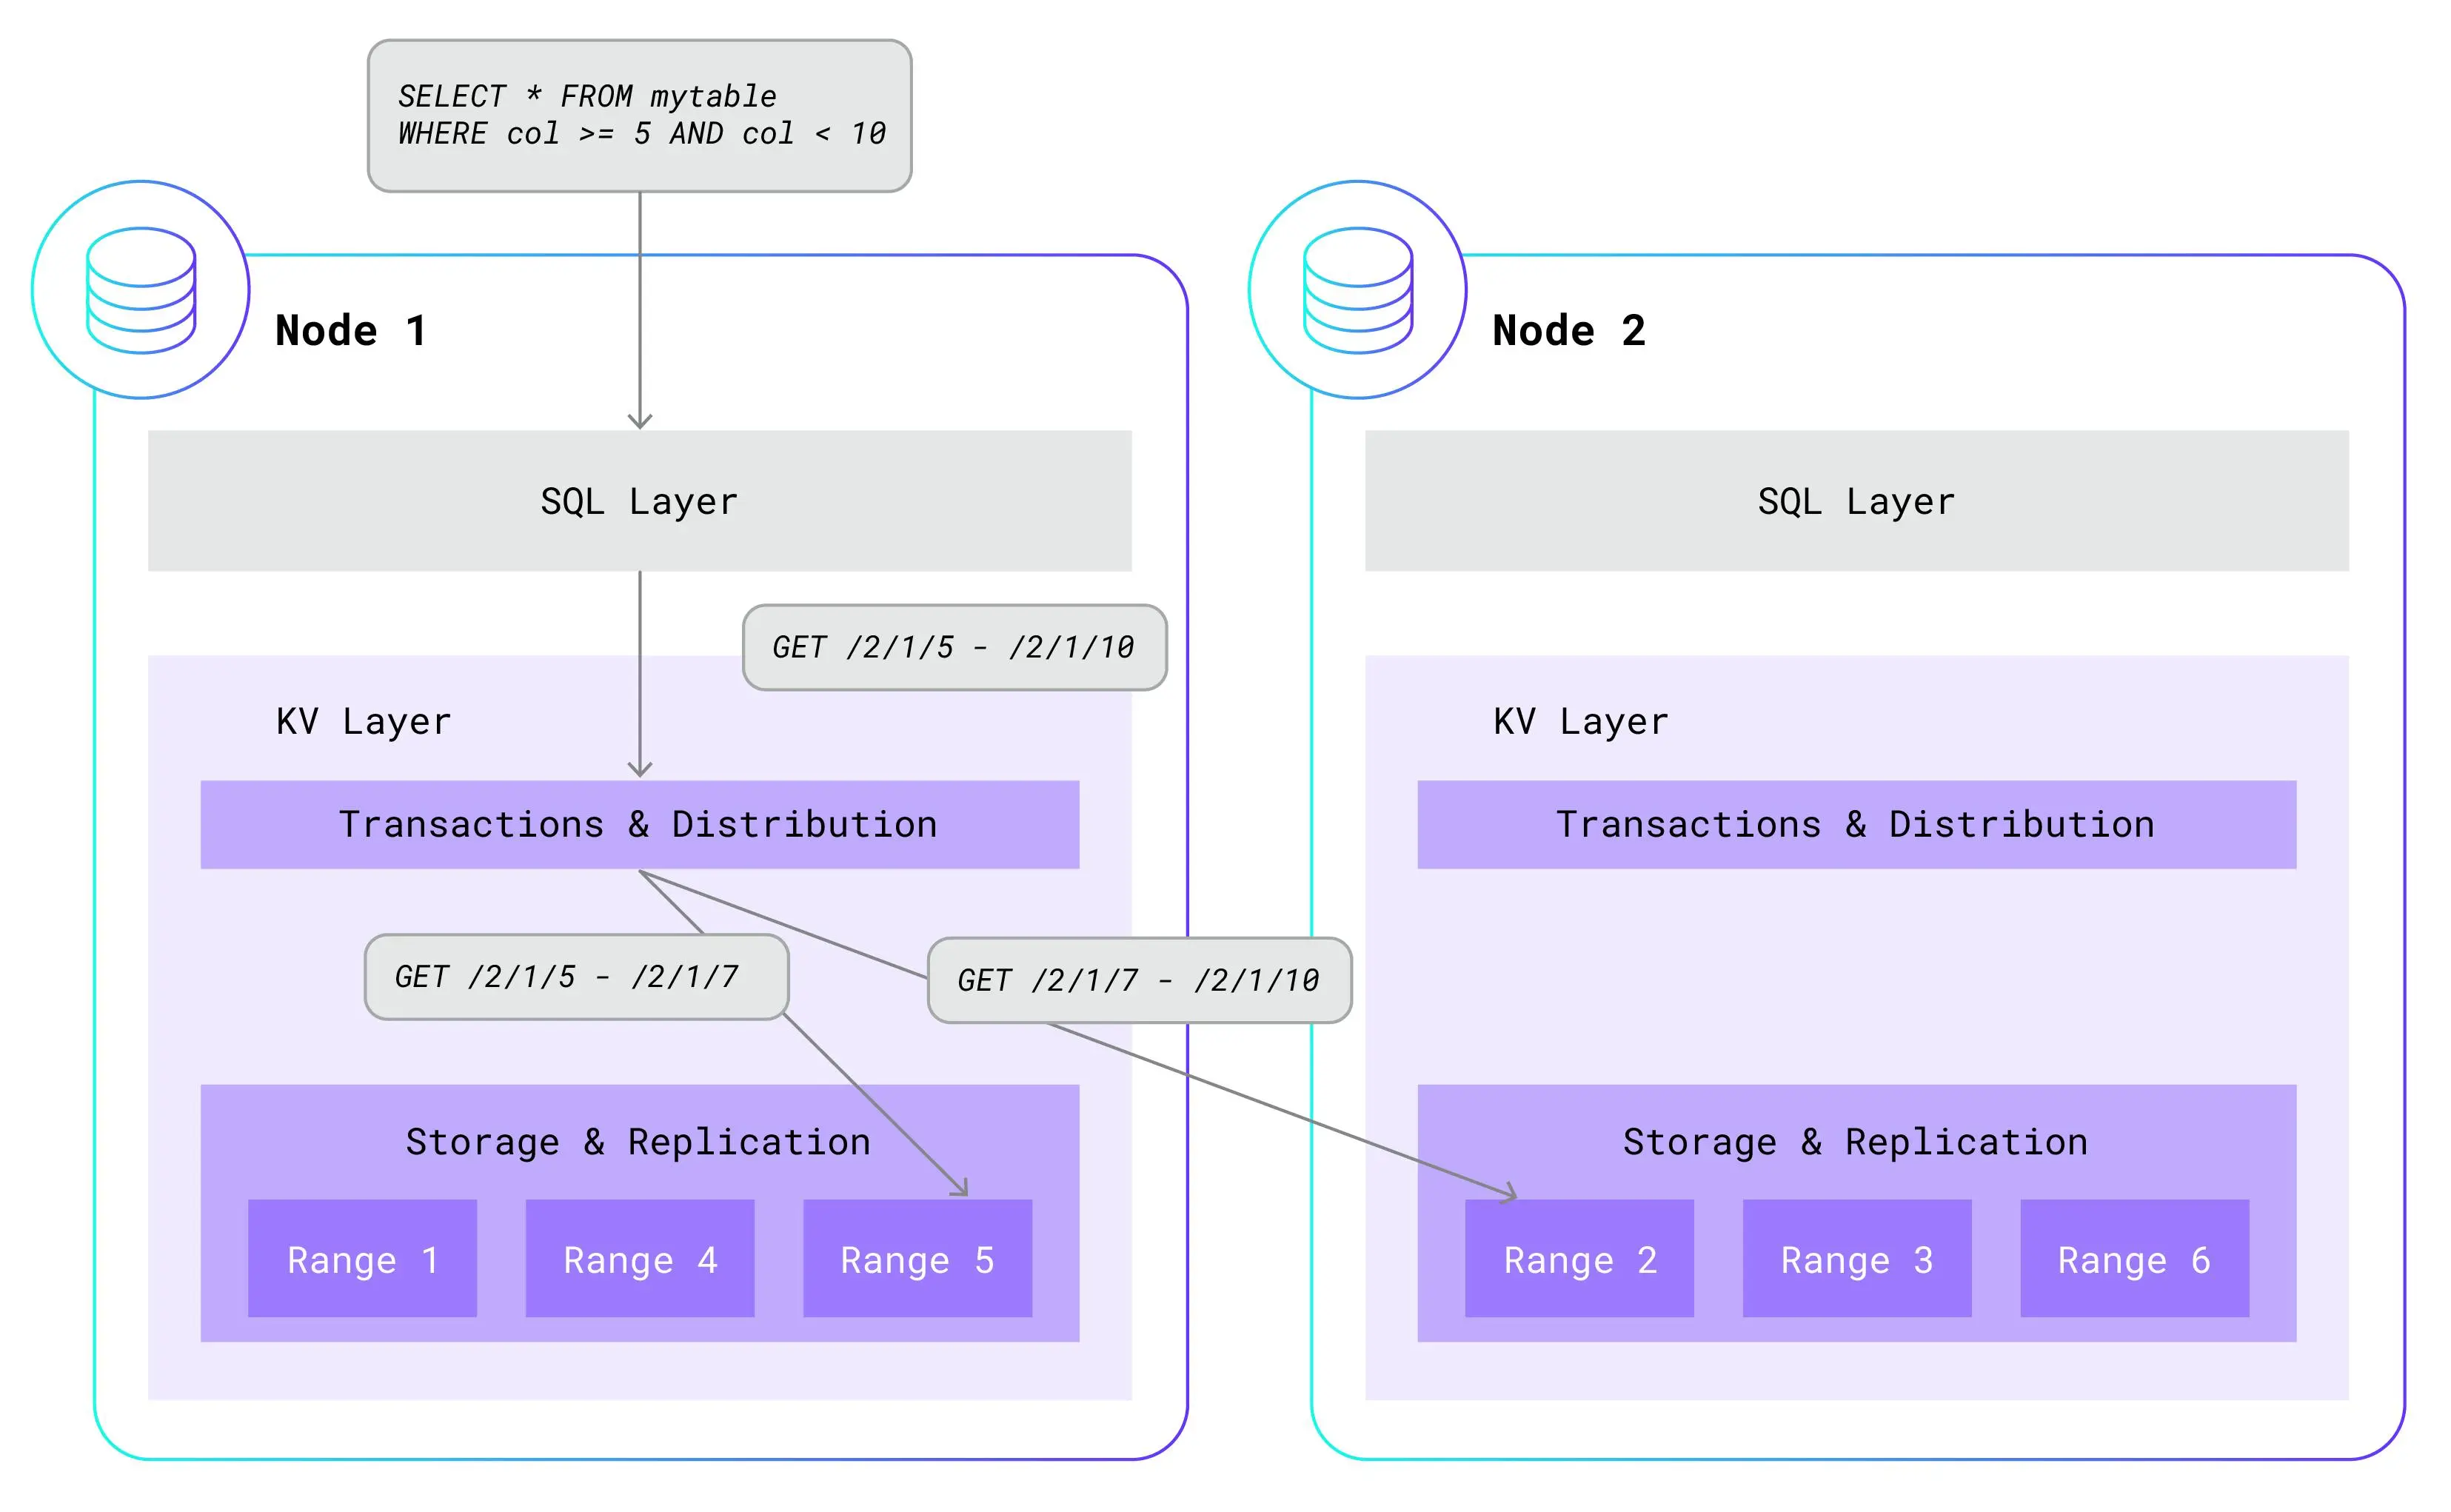 SELECT * FROM mytable
WHERE col >= 5 AND col < 10
Node 1
SQL Layer
GET /2/1/5 - /2/1/10
KV Layer
Transactions & Distribution
GET /2/1/5 - /2/1/7
GET /2/1/7 - /2/1/10
Storage & Replication
Range 1
Range 4
Range 5
Node 2
SQL Layer
KV Layer
Transactions & Distribution
Storage & Replication
Range 2
Range 3
Range 6